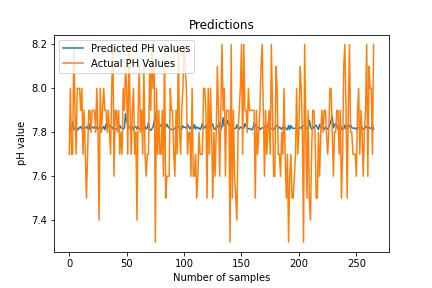 Predictions
8.2
8.0
7.8
7.6
7.4
Predicted PH values
Actual PH Values
pH value
0
50
100
150
200
250
Number of samples